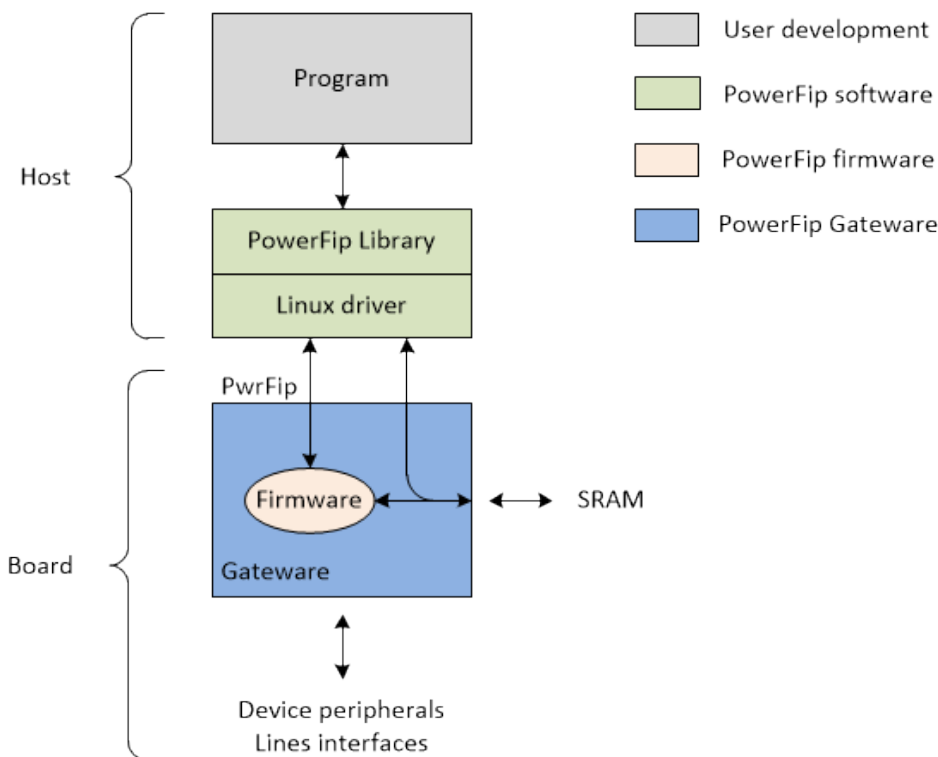 Program
User development
PowerFip software
PowerFip firmware
PowerFip Gateware
Host
PowerFip Library
Linux driver
PwrFip
Firmware
SRAM
Gateware
Board
Device peripherals
Lines interfaces